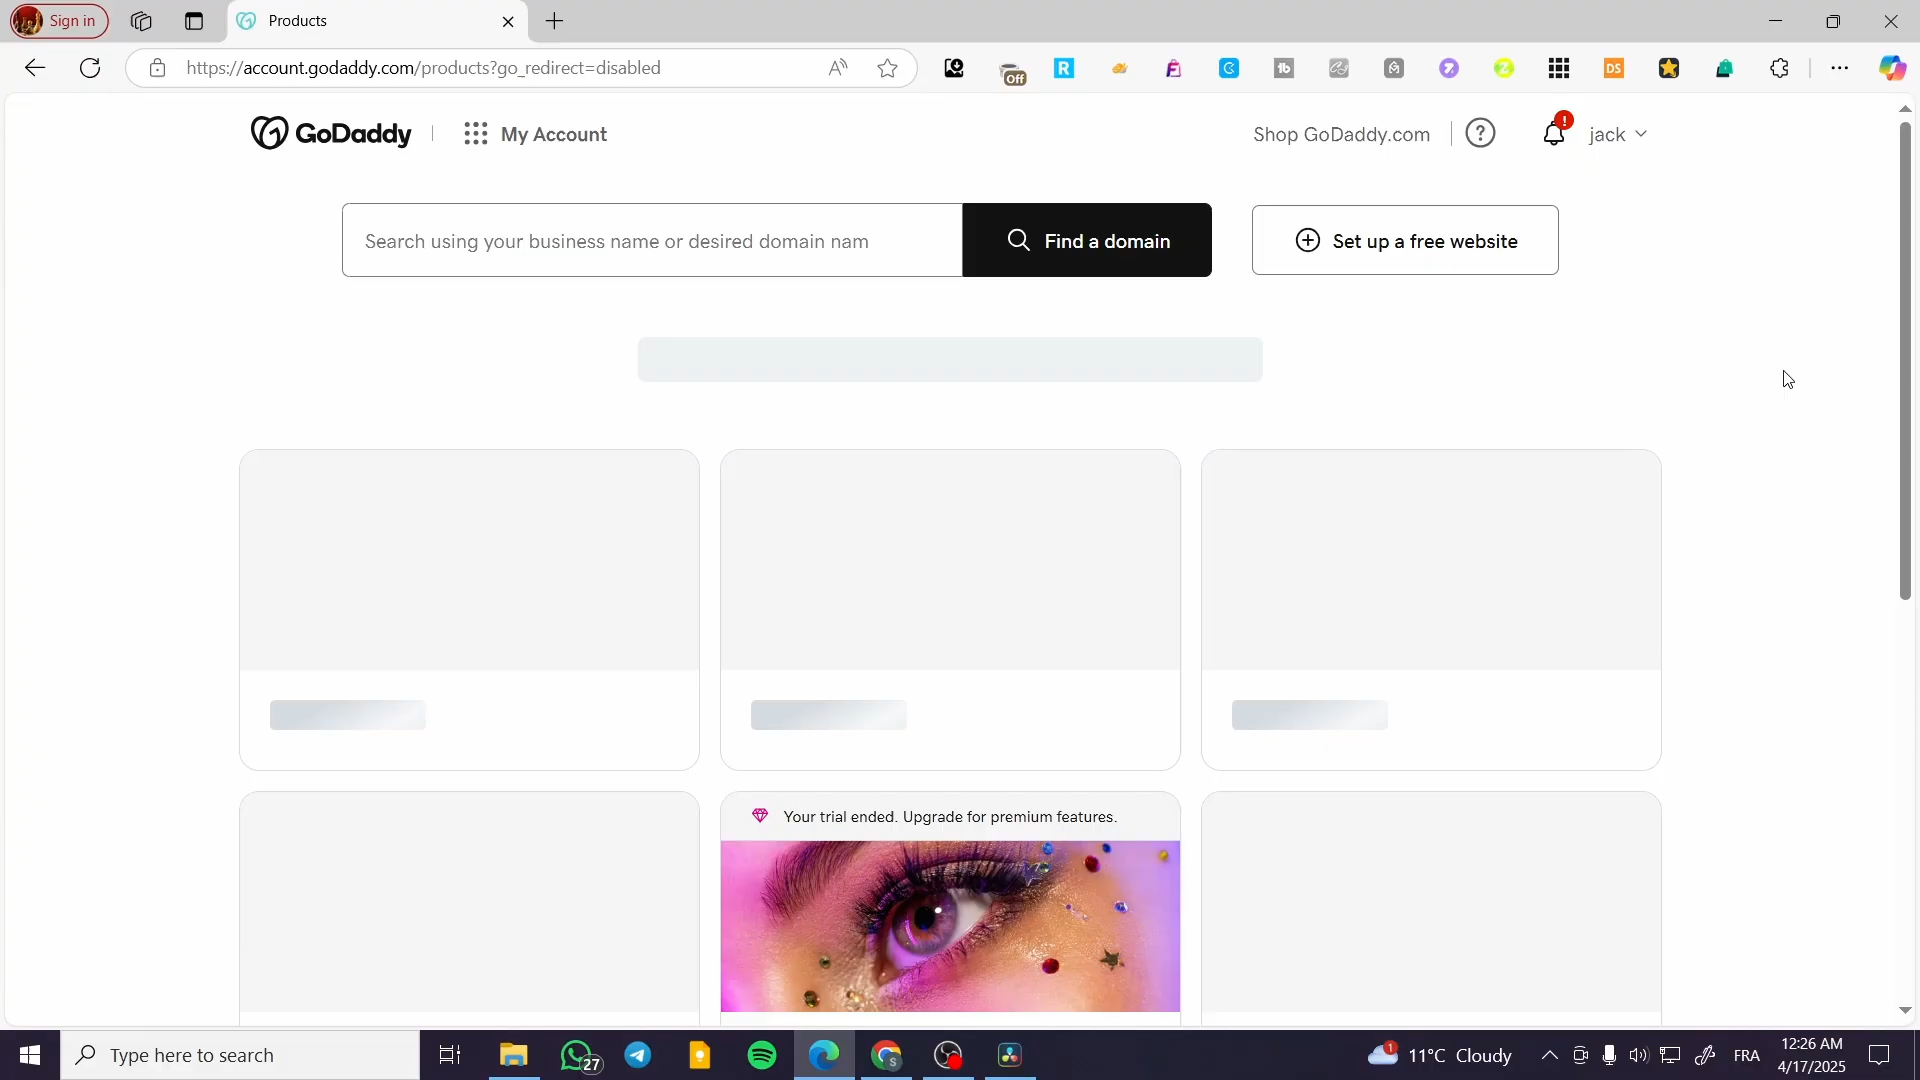 Sign in
Products
https://account.godaddy.com/products?go_redirect=disabled
Off
GoDaddy
My Account
Shop GoDaddy.com
jack
Search using your business name or desired domain nam
Find a domain
Set up a free website
Your trial ended. Upgrade for premium features.
Type here to search
27
1
11°C Cloudy
FRA
12:26 AM
4/17/2025